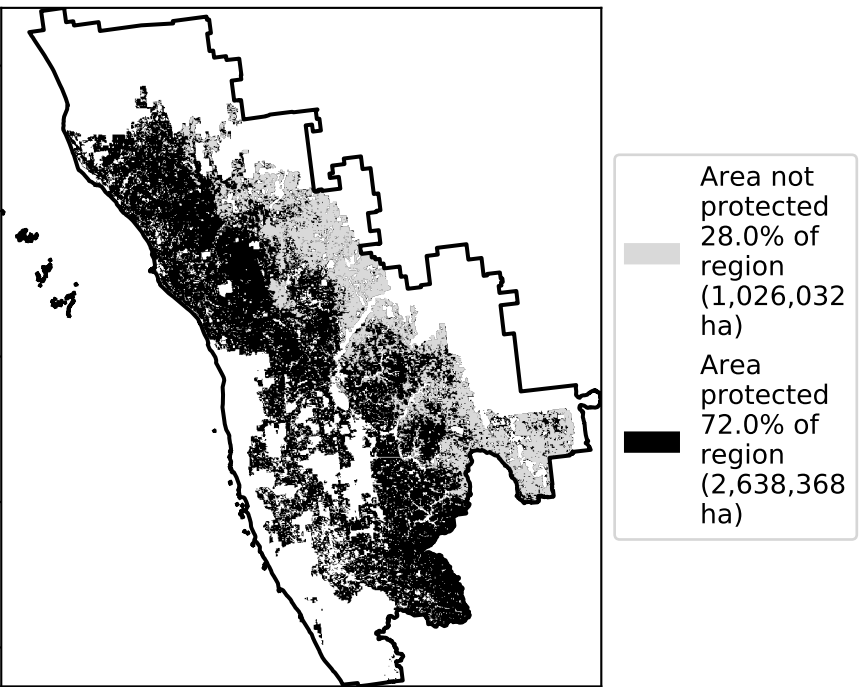 Area not
protected
28.0% of
region
(1,026,032
ha)
Area
protected
72.0% of
region
(2,638,368
ha)